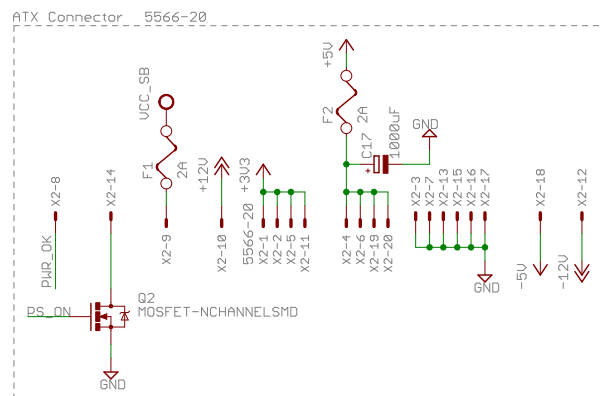 ATX Connector 5566-20
+5V
VCC_SB
F1
2A
F2
2A
C17
1000uF
+
GND
X2-8
X2-14
+12V
+3V3
5566-20
X2-3
X2-7
X2-13
X2-15
X2-16
X2-17
X2-18
X2-12
X2-9
X2-10
X2-1
X2-2
X2-5
X2-11
X2-4
X2-6
X2-19
X2-20
PWR_OK
GND
-5V
-12V
PS_ON
Q2
MOSFET-NCHANNELSMD
GND